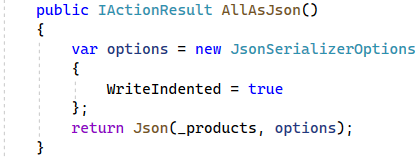 public IActionResult AllAsJson()
{
    var options = new JsonSerializerOptions
    {
        WriteIndented = true
    };
    return Json(_products, options);
}